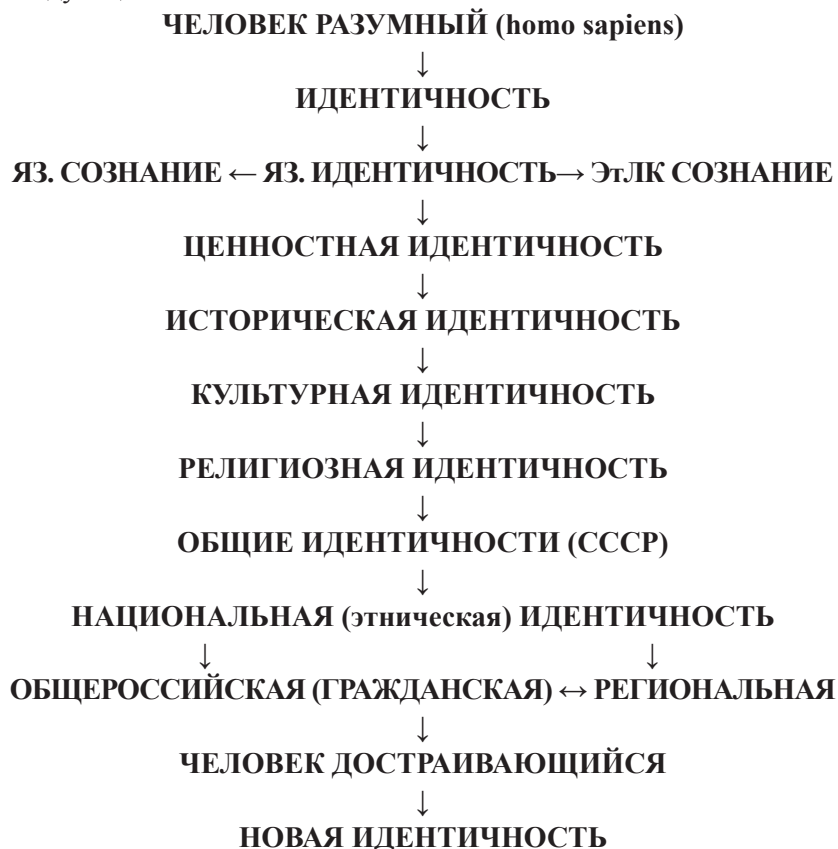 ЧЕЛОВЕК РАЗУМНЫЙ (homo sapiens)
↓
ИДЕНТИЧНОСТЬ
↓
ЯЗ. СОЗНАНИЕ ← ЯЗ. ИДЕНТИЧНОСТЬ→ ЭтЛК СОЗНАНИЕ
↓
ЦЕННОСТНАЯ ИДЕНТИЧНОСТЬ
↓
ИСТОРИЧЕСКАЯ ИДЕНТИЧНОСТЬ
↓
КУЛЬТУРНАЯ ИДЕНТИЧНОСТЬ
↓
РЕЛИГИОЗНАЯ ИДЕНТИЧНОСТЬ
↓
ОБЩИЕ ИДЕНТИЧНОСТИ (СССР)
↓
НАЦИОНАЛЬНАЯ (этническая) ИДЕНТИЧНОСТЬ
↓ ↓
ОБЩЕРОССИЙСКАЯ (ГРАЖДАНСКАЯ) ↔ РЕГИОНАЛЬНАЯ
↓
ЧЕЛОВЕК ДОСТРАИВАЮЩИЙСЯ
↓
НОВАЯ ИДЕНТИЧНОСТЬ